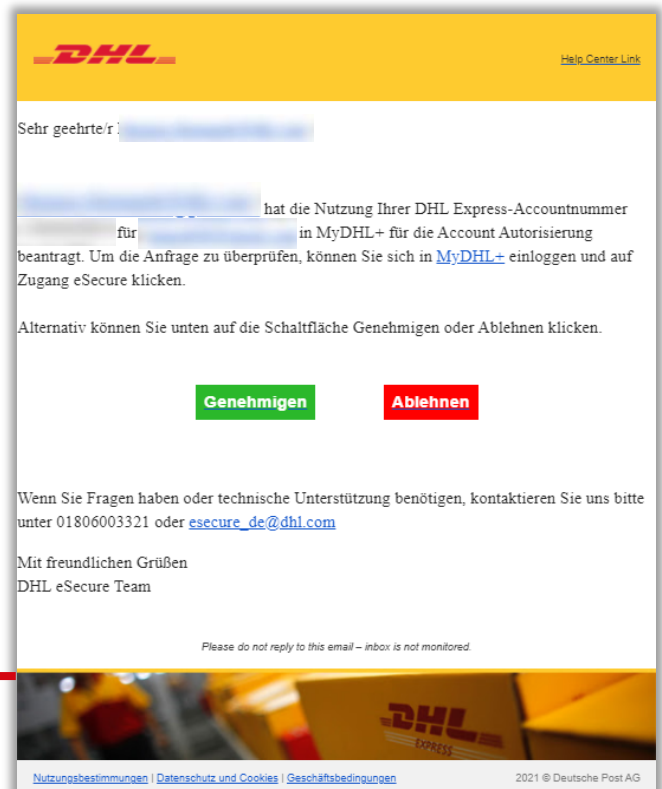 DHL
Help Center Link
Sehr geehrte/r
hat die Nutzung Ihrer DHL Express-Accountnummer
für in MyDHL+ für die Account Autorisierung
beantragt. Um die Anfrage zu überprüfen, können Sie sich in MyDHL+ einloggen und auf
Zugang eSecure klicken.
Alternativ können Sie unten auf die Schaltfläche Genehmigen oder Ablehnen klicken.
Genehmigen Ablehnen
Wenn Sie Fragen haben oder technische Unterstützung benötigen, kontaktieren Sie uns bitte
unter 01806003321 oder esecure_de@dhl.com
Mit freundlichen Grüßen
DHL eSecure Team
Please do not reply to this email – inbox is not monitored.
DHL
EXPRESS
Nutzungsbestimmungen | Datenschutz und Cookies | Geschäftsbedingungen 2021 © Deutsche Post AG